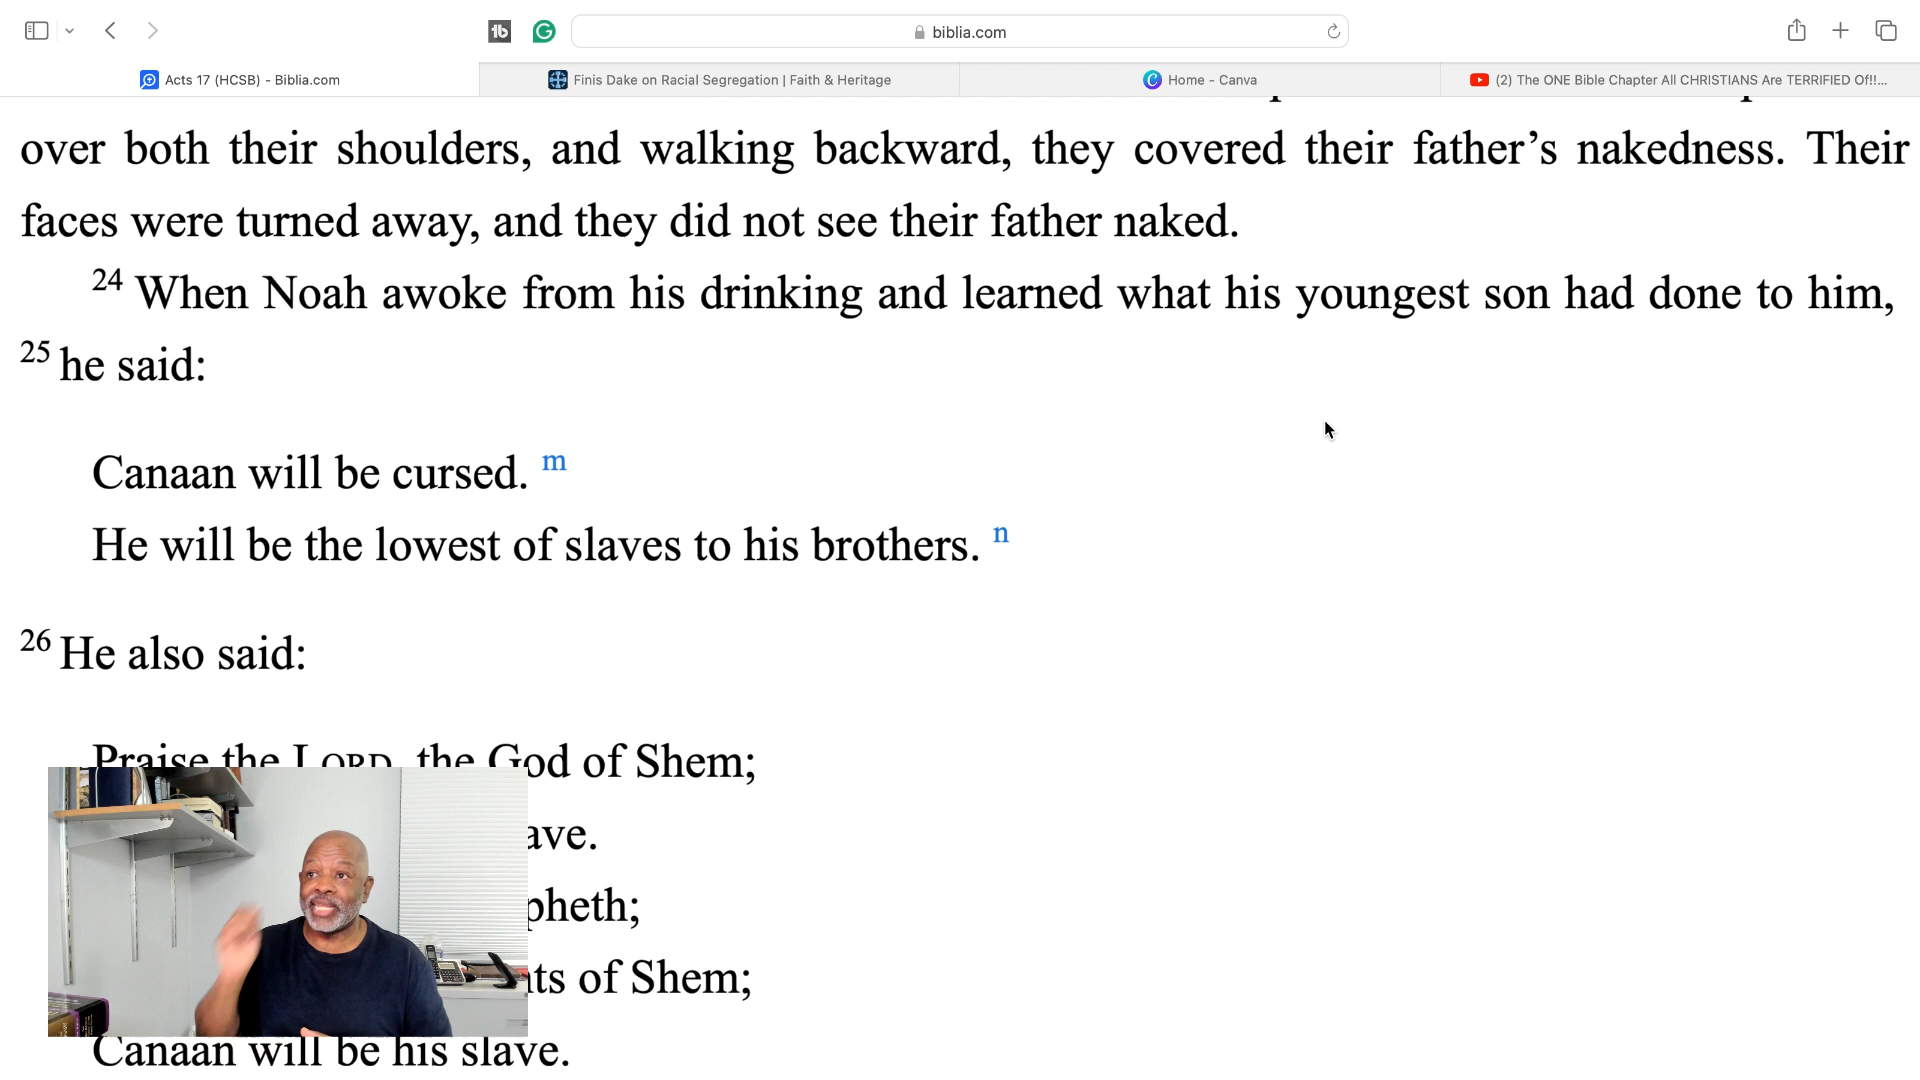 biblia.com
Acts 17 (HCSB) - Biblia.com
Finis Dake on Racial Segregation | Faith & Heritage
Home - Canva
(2) The ONE Bible Chapter All CHRISTIANS Are TERRIFIED Of!!...
over both their shoulders, and walking backward, they covered their father’s nakedness. Their
faces were turned away, and they did not see their father naked.
24 When Noah awoke from his drinking and learned what his youngest son had done to him,
25 he said:
Canaan will be cursed. m
He will be the lowest of slaves to his brothers. n
26 He also said:
Praise the LORD, the God of Shem;
ave.
pheth;
ts of Shem;
Canaan will be his slave.